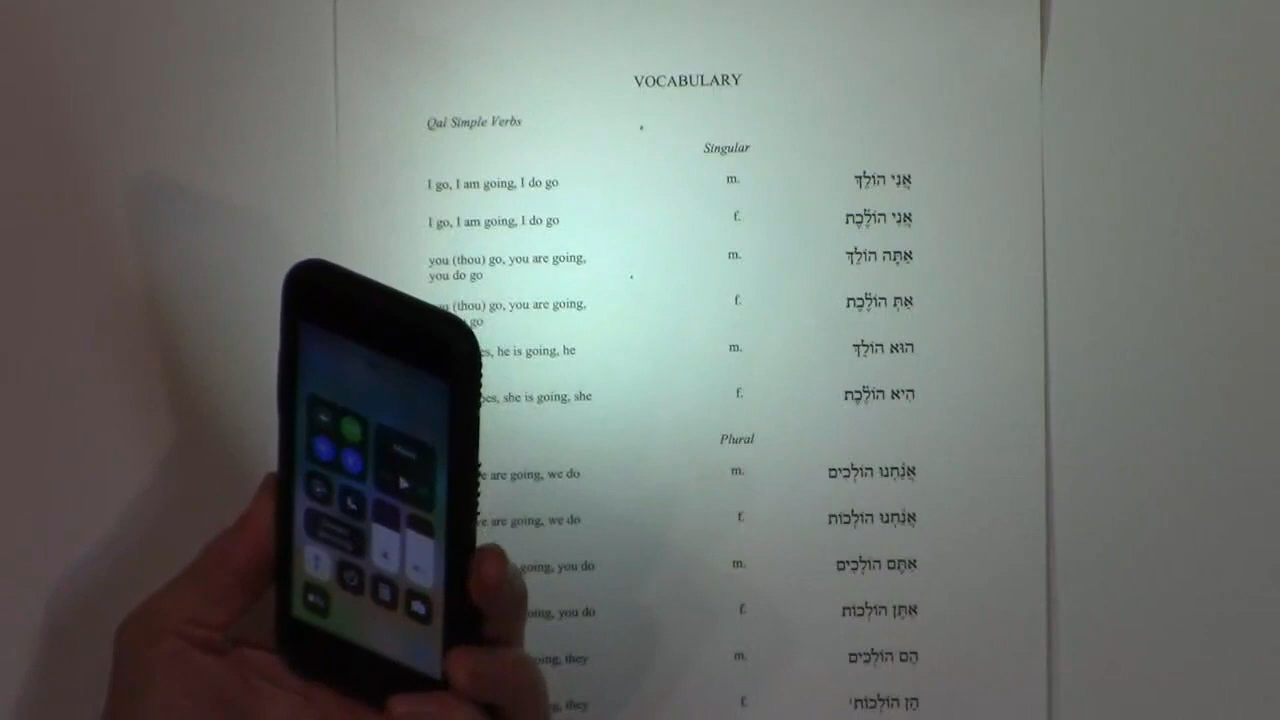 VOCABULARY
Qal Simple Verbs
Singular
I go, I am going, I do go m. אֲנִי הוֹלֵךְ
I go, I am going, I do go f. אֲנִי הוֹלֶכֶת
you (thou) go, you are going, m. אַתָּה הוֹלֵךְ
you do go
(thou) go, you are going, f. אַתְּ הוֹלֶכֶת
go
he is going, he m. הוּא הוֹלֵךְ
she is going, she f. הִיא הוֹלֶכֶת
Plural
are going, we do m. אֲנַחְנוּ הוֹלְכִים
are going, we do f. אֲנַחְנוּ הוֹלְכוֹת
going, you do m. אַתֶּם הוֹלְכִים
going, you do f. אַתֶּן הוֹלְכוֹת
they m. הֵם הוֹלְכִים
they f. הֵן הוֹלְכוֹת